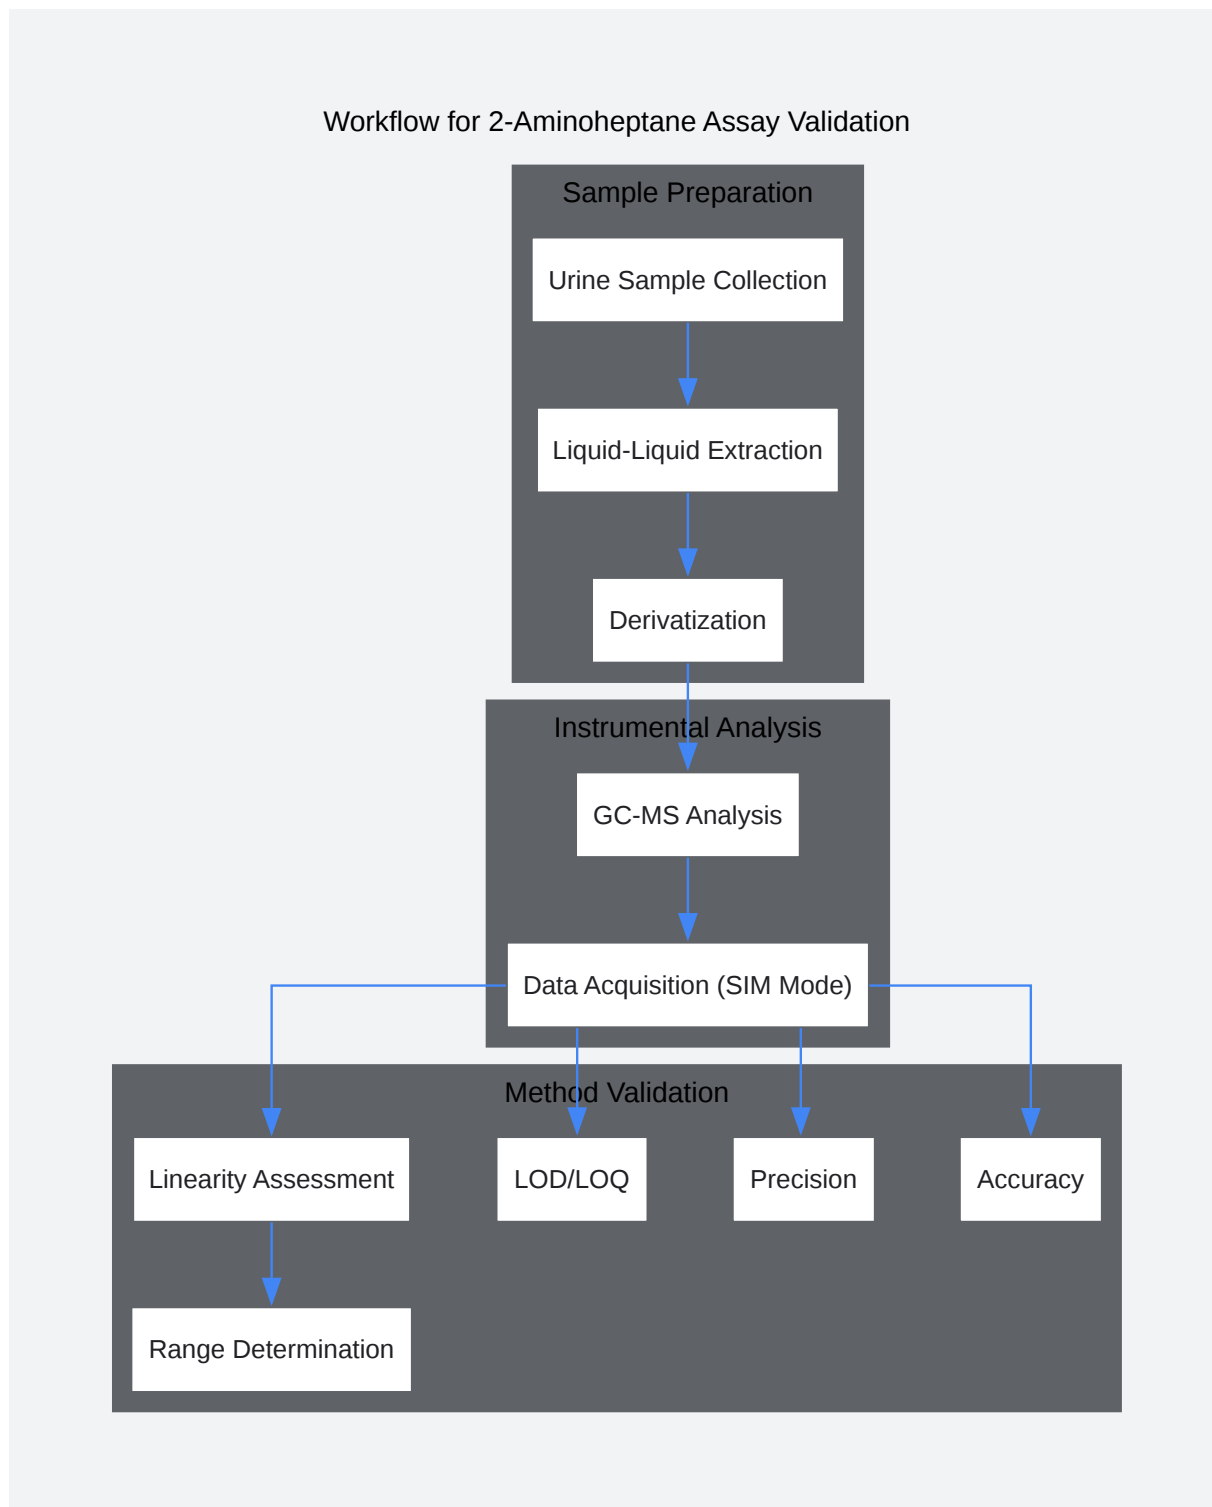 Workflow for 2-Aminoheptane Assay Validation
Sample Preparation
Urine Sample Collection
Liquid-Liquid Extraction
Derivatization
Instrumental Analysis
GC-MS Analysis
Data Acquisition (SIM Mode)
Method Validation
Linearity Assessment
LOD/LOQ
Precision
Accuracy
Range Determination